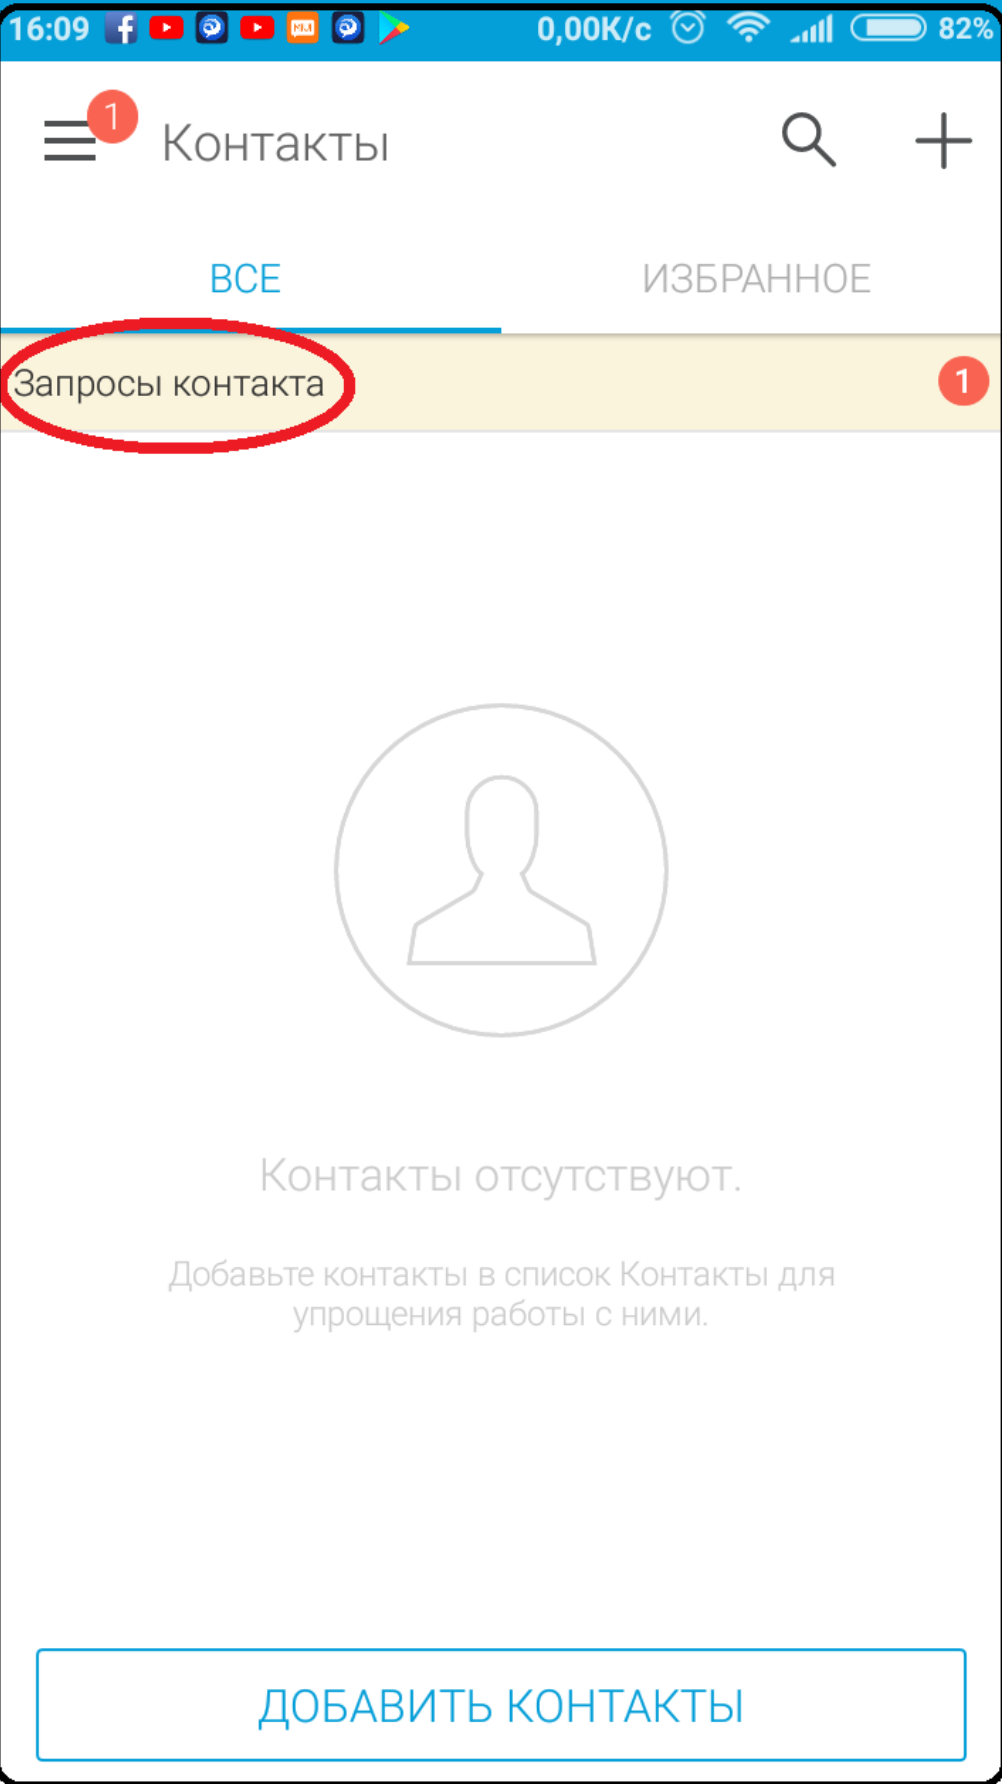 16:09 0,00K/c 82%
1
Контакты
ВСЕ ИЗБРАННОЕ
Запросы контакта 1
Контакты отсутствуют.
Добавьте контакты в список Контакты для
упрощения работы с ними.
ДОБАВИТЬ КОНТАКТЫ